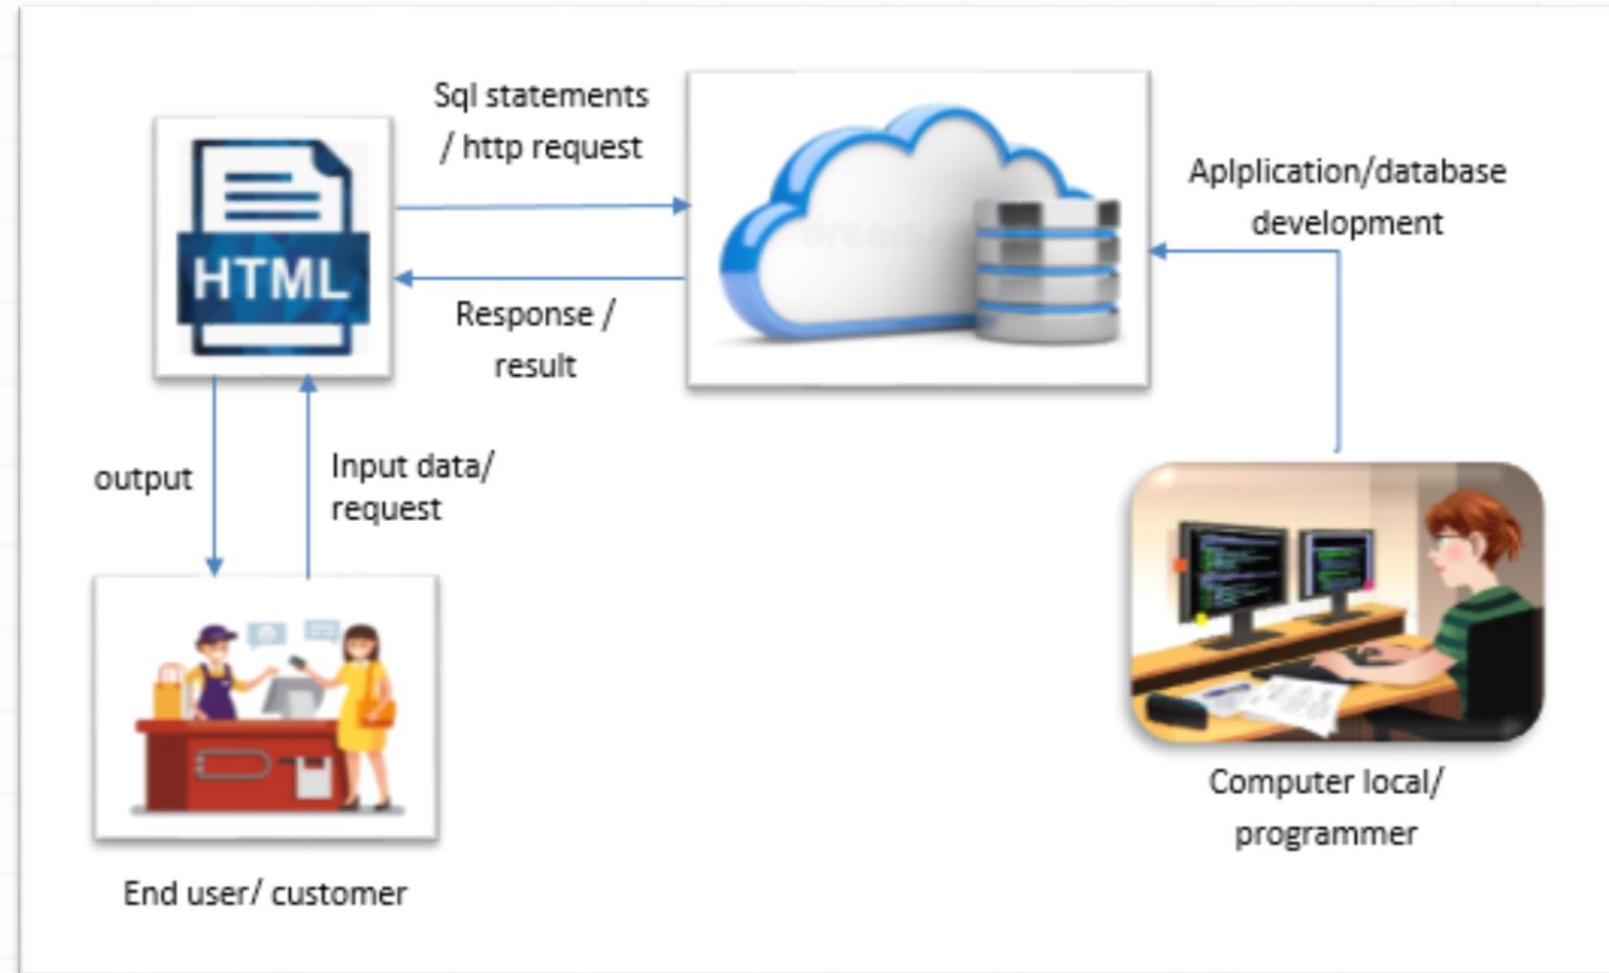 Sql statements
/ http request
Aplplication/database
development
HTML
Response /
result
output
Input data/
request
Computer local/
programmer
End user/ customer